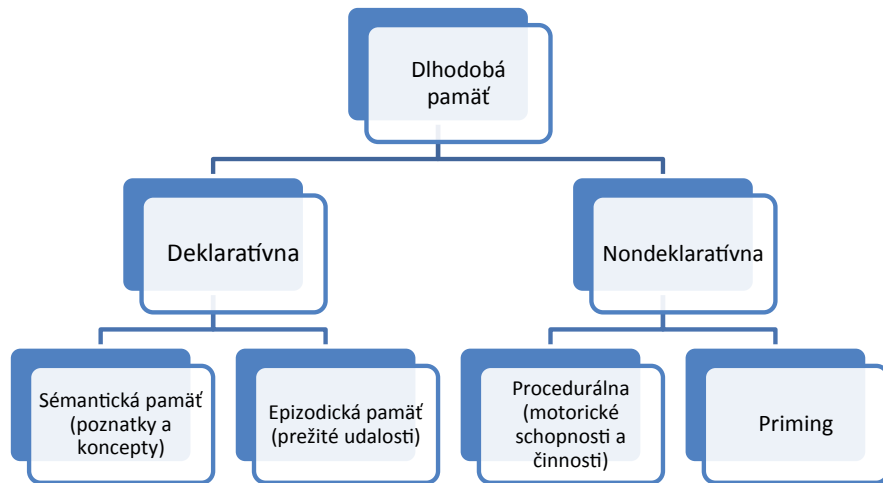 Dlhodobá
pamäť
Deklaratívna
Nondeklaratívna
Sémantická pamäť
(poznatky a
koncepty)
Epizodická pamäť
(prežité udalosti)
Procedurálna
(motorické
schopnosti a
činnosti)
Priming